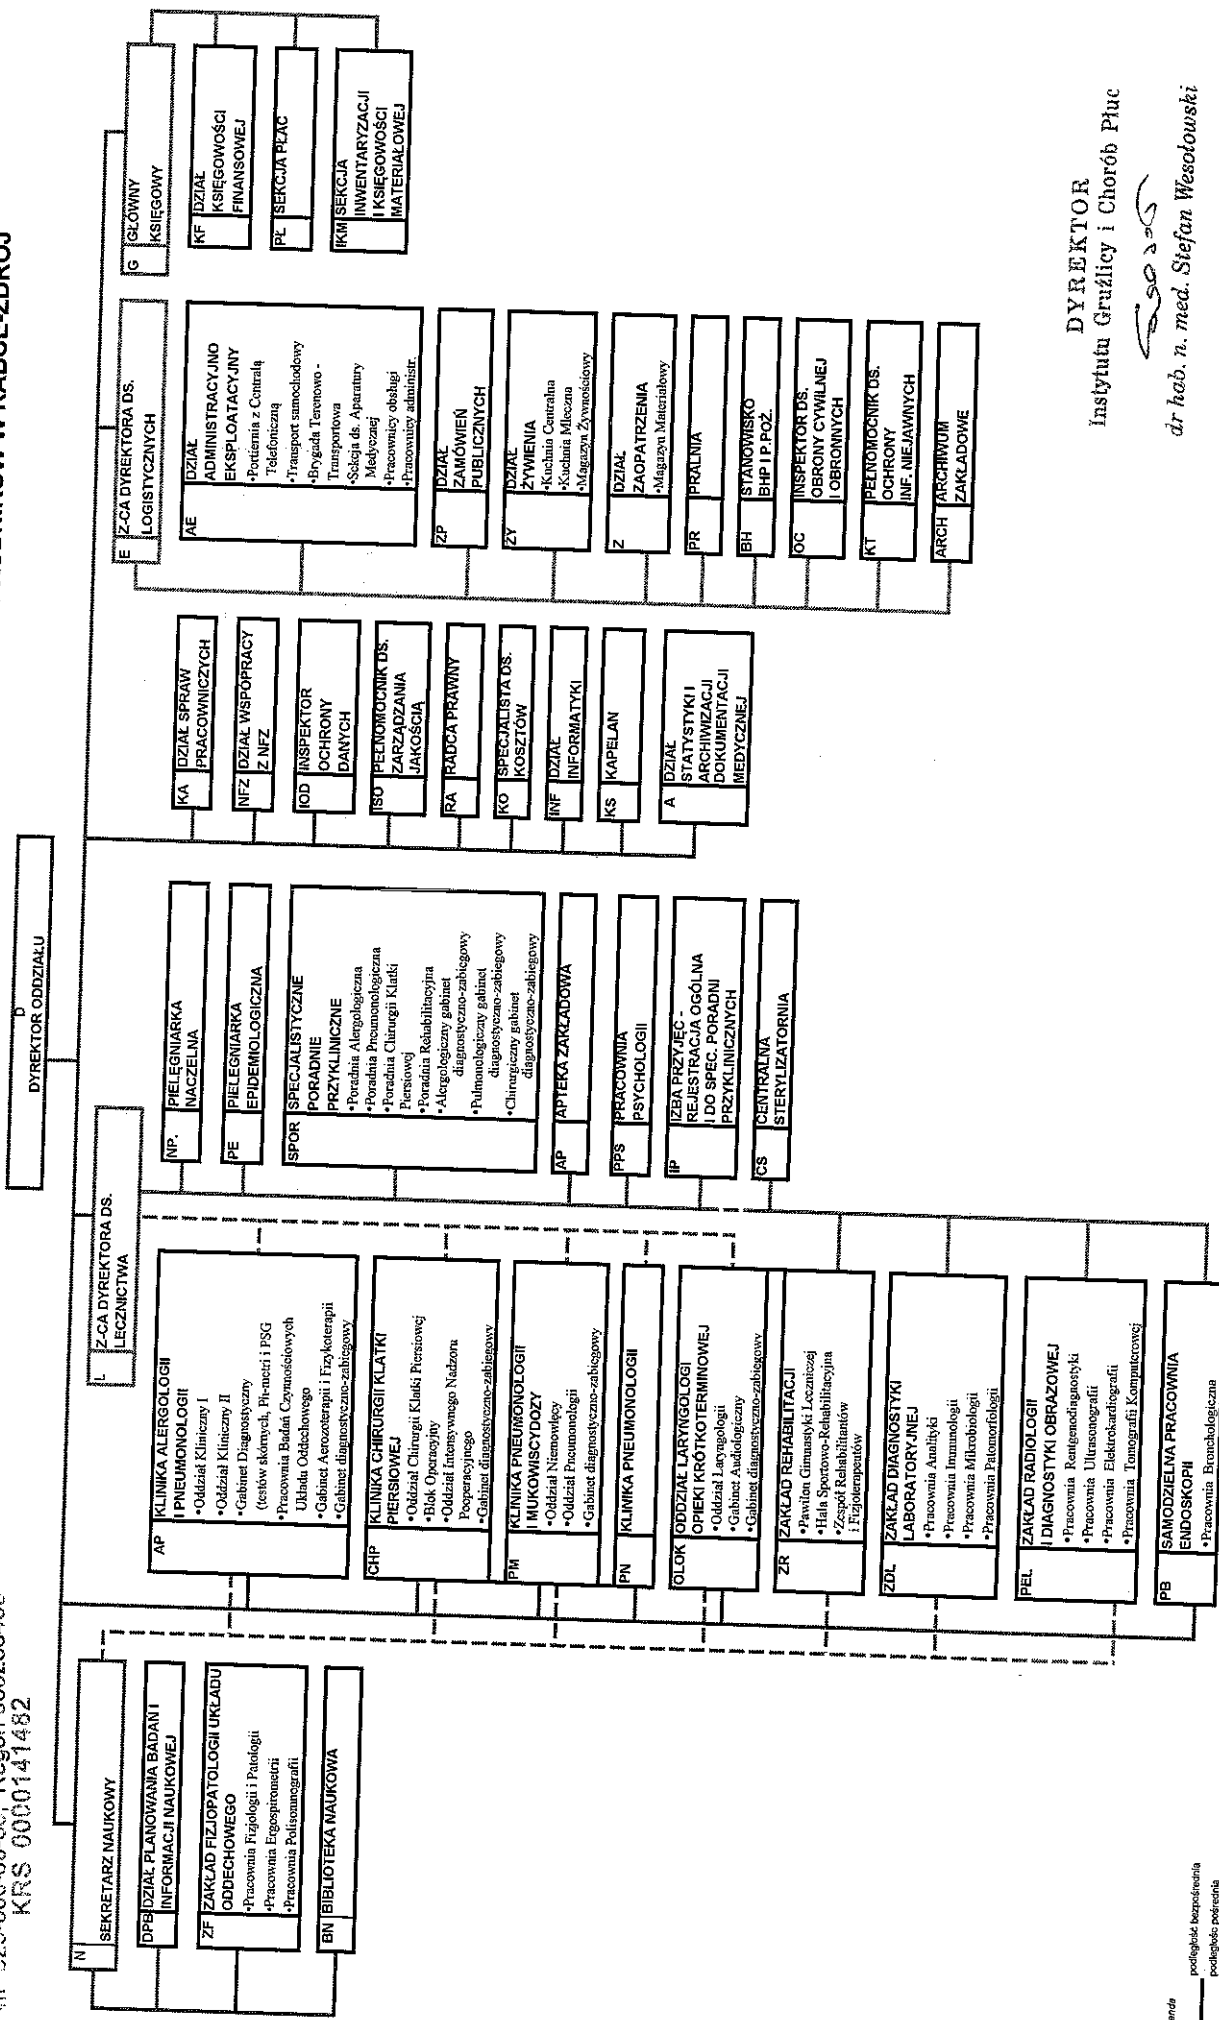 KRS 0000141482
W RABCE-ZDRÓJ
D
DYREKTOR ODDZIAŁU
N
SEKRETARZ NAUKOWY
DPB DZIAŁ PLANOWANIA BADAŃ I
INFORMACJI NAUKOWEJ
ZF ZAKŁAD FIZJOPATOLOGII UKŁADU
ODDECHOWEGO
•Pracownia Fizjologii i Patologii
•Pracownia Ergospirometrii
•Pracownia Polisomnografii
BN BIBLIOTEKA NAUKOWA
L Z-CA DYREKTORA DS.
LECZNICTWA
AP KLINIKA ALERGOLOGII
I PNEUMONOLOGII
•Oddział Kliniczny I
•Oddział Kliniczny II
•Gabinet Diagnostyczny
(testów skórnych, PH-metri i PSG
•Pracownia Badań Czynnościowych
Układu Oddechowego
•Gabinet Aerozoterapii i Fizykoterapii
•Gabinet diagnostyczno-zabiegowy
CHP KLINIKA CHIRURGII KLATKI
PIERSIOWEJ
•Oddział Chirurgii Klatki Piersiowej
•Blok Operacyjny
•Oddział Intensywnego Nadzoru
Pooperacyjnego
•Gabinet diagnostyczno-zabiegowy
PM KLINIKA PNEUMONOLOGII
I MUKOWISCYDOZY
•Oddział Niemowlęcy
•Oddział Pneumonologii
•Gabinet diagnostyczno-zabiegowy
PN KLINIKA PNEUMONOLOGII
OLOK ODDZIAŁ LARYNGOLOGI
OPIEKI KRÓTKOTERMINOWEJ
•Oddział Laryngologii
•Gabinet Audiologiczny
•Gabinet diagnostyczno-zabiegowy
ZR ZAKŁAD REHABILITACJI
•Pawilon Gimnastyki Leczniczej
•Hala Sportowo-Rehabilitacyjna
•Zespół Rehabilitantów
i Fizjoterapeutów
ZDL ZAKŁAD DIAGNOSTYKI
LABORATORYJNEJ
•Pracownia Analityki
•Pracownia Immunologii
•Pracownia Mikrobiologii
•Pracownia Patomorfologii
PEL ZAKŁAD RADIOLOGII
I DIAGNOSTYKI OBRAZOWEJ
•Pracownia Rentgenodiagnostyki
•Pracownia Ultrasonografii
•Pracownia Elektrokardiografii
•Pracownia Tomografii Komputerowej
PB SAMODZIELNA PRACOWNIA
ENDOSKOPII
•Pracownia Bronchologiczna
NP. PIELĘGNIARKA
NACZELNA
PE PIELEGNIARKA
EPIDEMIOLOGICZNA
SPOR SPECJALISTYCZNE
PORADNIE
PRZYKLINICZNE
•Poradnia Alergologiczna
•Poradnia Pneumonologiczna
•Poradnia Chirurgii Klatki
Piersiowej
•Poradnia Rehabilitacyjna
•Alergologiczny gabinet
diagnostyczno-zabiegowy
•Pulmonologiczny gabinet
diagnostyczno-zabiegowy
•Chirurgiczny gabinet
diagnostyczno-zabiegowy
AP APTEKA ZAKŁADOWA
PPS PRACOWNIA
PSYCHOLOGII
IP IZBA PRZYJĘC -
REJESTRACJA OGÓLNA
I DO SPEC. PORADNI
PRZYKLINICZNYCH
CS CENTRALNA
STERYLIZATORNIA
KA DZIAŁ SPRAW
PRACOWNICZYCH
NFZ DZIAŁ WSPÓPRACY
Z NFZ
IOD INSPEKTOR
OCHRONY
DANYCH
ISO PEŁNOMOCNIK DS.
ZARZĄDZANIA
JAKOŚCIĄ
RA RADCA PRAWNY
KO SPECJALISTA DS.
KOSZTÓW
INF DZIAŁ
INFORMATYKI
KS KAPELAN
A DZIAŁ
STATYSTYKI I
ARCHIWIZACJI
DOKUMENTACJI
MEDYCZNEJ
E Z-CA DYREKTORA DS.
LOGISTYCZNYCH
AE DZIAŁ
ADMINISTRACYJNO
EKSPLOATACYJNY
•Portiernia z Centralą
Telefoniczną
•Transport samochodowy
•Brygada Terenowo -
Transportowa
•Sekcja ds. Aparatury
Medycznej
•Pracownicy obsługi
•Pracownicy administr.
ZP DZIAŁ
ZAMÓWIEŃ
PUBLICZNYCH
ZY DZIAŁ
ŻYWIENIA
•Kuchnia Centralna
•Kuchnia Mleczna
•Magazyn Żywnościowy
Z DZIAŁ
ZAOPATRZENIA
•Magazyn Materiałowy
PR PRALNIA
BH STANOWISKO
BHP I P.POŻ.
OC INSPEKTOR DS.
OBRONY CYWILNEJ
I OBRONNYCH
KT PEŁNOMOCNIK DS.
OCHRONY
INF. NIEJAWNYCH
ARCH ARCHIWUM
ZAKŁADOWE
G GŁÓWNY
KSIĘGOWY
KF DZIAŁ
KSIĘGOWOŚCI
FINANSOWEJ
PŁ SEKCJA PŁAC
IKM SEKCJA
INWENTARYZACJI
I KSIĘGOWOŚCI
MATERIAŁOWEJ
DYREKTOR
Instytutu Gruźlicy i Chorób Płuc
dr hab. n. med. Stefan Wesołowski
podległość bezpośrednia
podległośc pośrednia